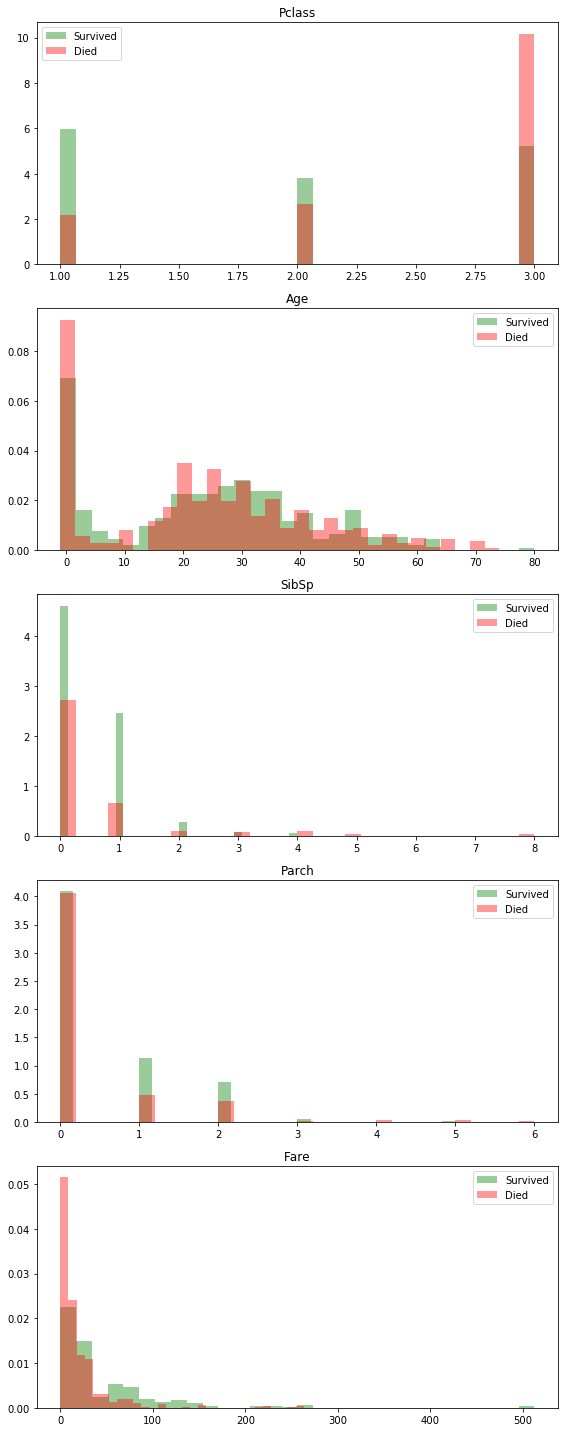 Pclass
Survived
Died
10
8
6
4
2
0
1.00 1.25 1.50 1.75 2.00 2.25 2.50 2.75 3.00
Age
Survived
Died
0.08
0.06
0.04
0.02
0.00
0 10 20 30 40 50 60 70 80
SibSp
Survived
Died
4
3
2
1
0
0 1 2 3 4 5 6 7 8
Parch
Survived
Died
4.0
3.5
3.0
2.5
2.0
1.5
1.0
0.5
0.0
0 1 2 3 4 5 6
Fare
Survived
Died
0.05
0.04
0.03
0.02
0.01
0.00
0 100 200 300 400 500